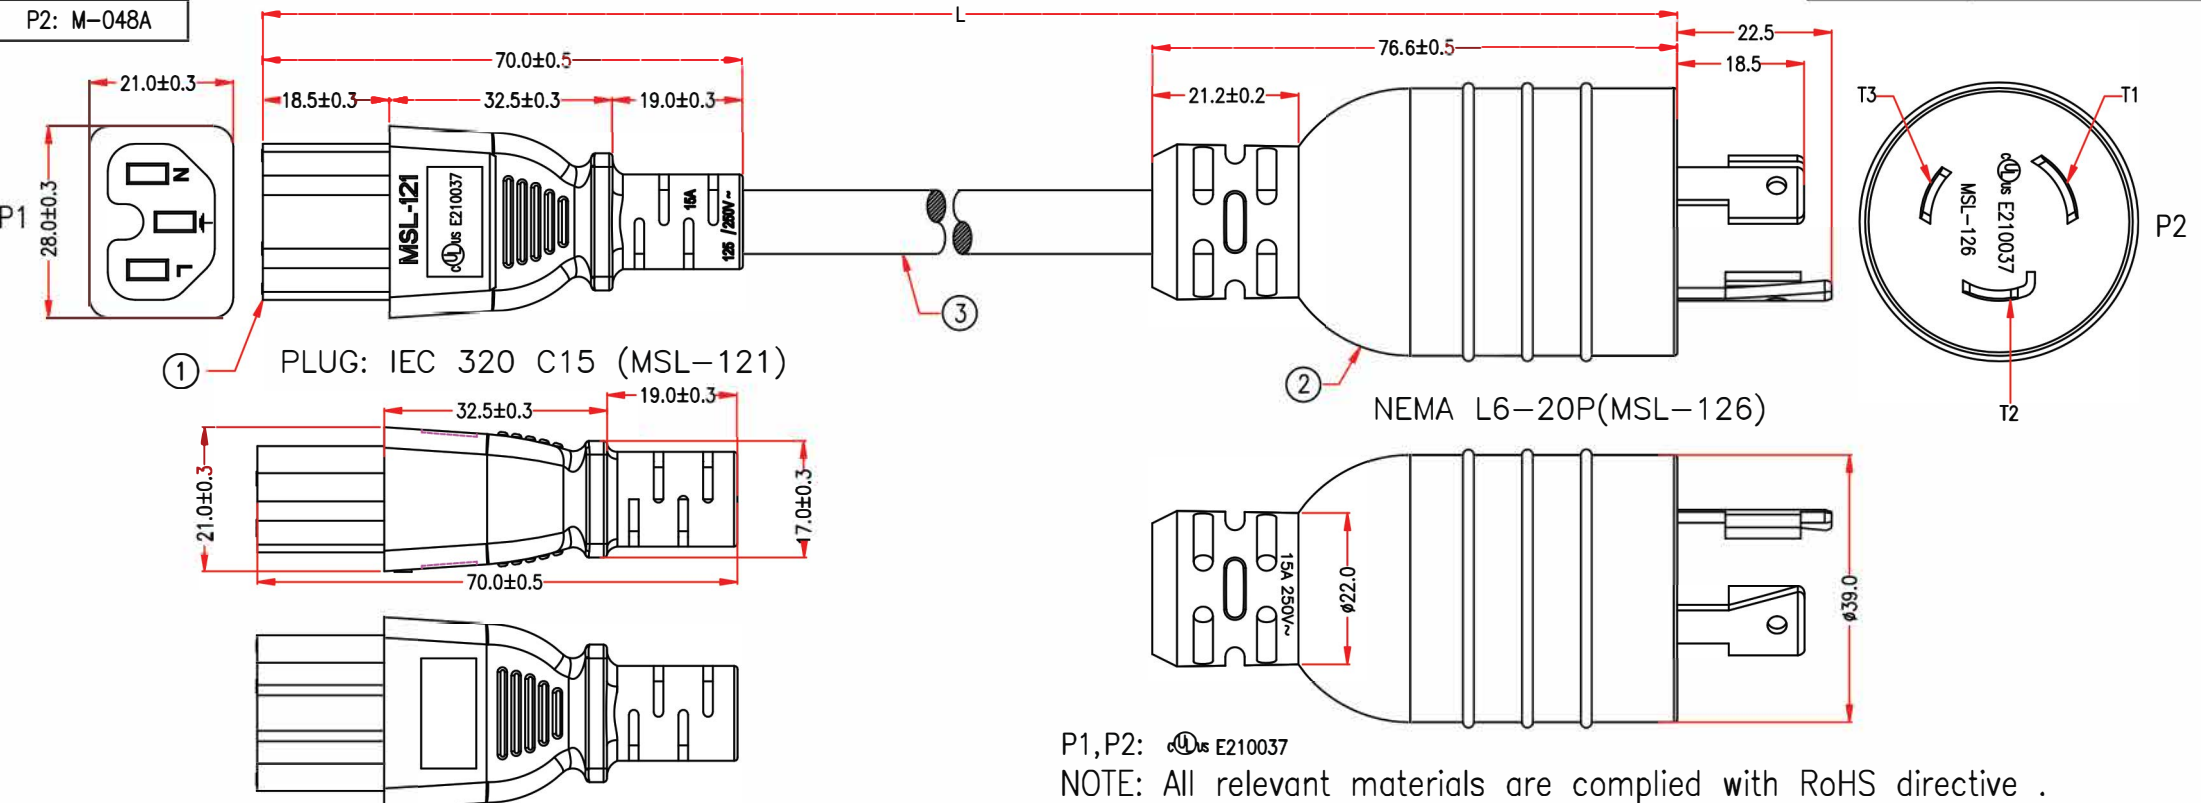 P2: M-048A
L
70.0±0.5
76.6±0.5
22.5
18.5
21.0±0.3
18.5±0.3
32.5±0.3
19.0±0.3
21.2±0.2
T3
T1
P1
28.0±0.3
N
L
MSL-121
cULus E210037
15A
125/250V~
cULus E210037
MSL-126
P2
T2
1
3
2
PLUG: IEC 320 C15 (MSL-121)
NEMA L6-20P(MSL-126)
32.5±0.3
19.0±0.3
21.0±0.3
17.0±0.3
70.0±0.5
15A 250V~
ø22.0
ø39.0
P1,P2: cULus E210037
NOTE: All relevant materials are complied with RoHS directive .